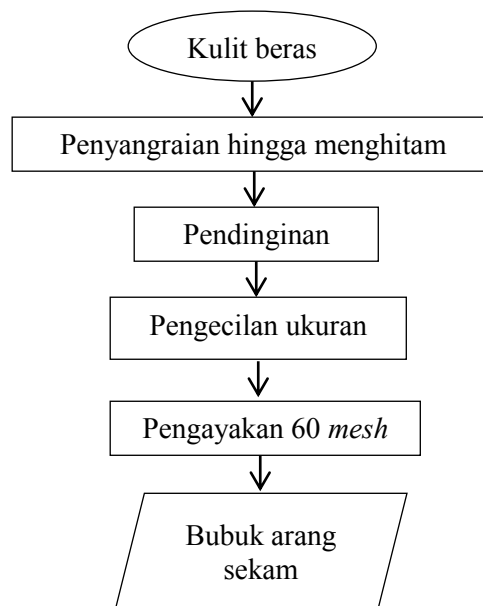 Kulit beras
Penyangraian hingga menghitam
Pendinginan
Pengecilan ukuran
Pengayakan 60 mesh
Bubuk arang
sekam